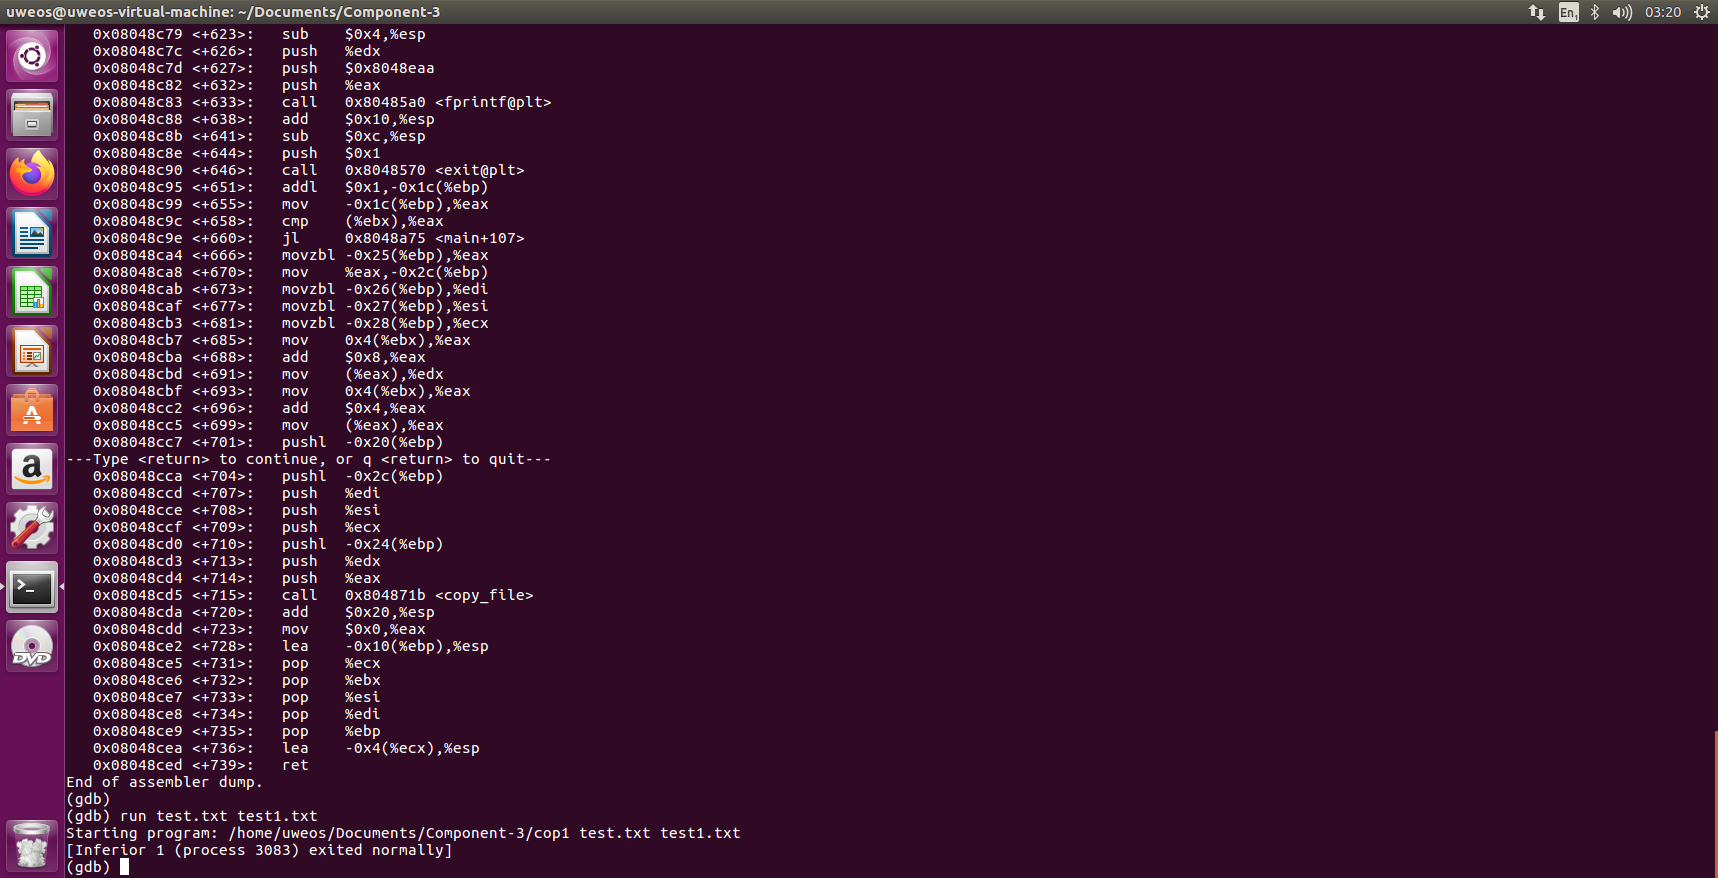 uweos@uweos-virtual-machine: ~/Documents/Component-3
En1
03:20
0x08048c79 <+623>: sub $0x4,%esp
0x08048c7c <+626>: push %edx
0x08048c7d <+627>: push $0x8048eaa
0x08048c82 <+632>: push %eax
0x08048c83 <+633>: call 0x80485a0 <fprintf@plt>
0x08048c88 <+638>: add $0x10,%esp
0x08048c8b <+641>: sub $0xc,%esp
0x08048c8e <+644>: push $0x1
0x08048c90 <+646>: call 0x8048570 <exit@plt>
0x08048c95 <+651>: addl $0x1,-0x1c(%ebp)
0x08048c99 <+655>: mov -0x1c(%ebp),%eax
0x08048c9c <+658>: cmp (%ebx),%eax
0x08048c9e <+660>: jl 0x8048a75 <main+107>
0x08048ca4 <+666>: movzbl -0x25(%ebp),%eax
0x08048ca8 <+670>: mov %eax,-0x2c(%ebp)
0x08048cab <+673>: movzbl -0x26(%ebp),%edi
0x08048caf <+677>: movzbl -0x27(%ebp),%esi
0x08048cb3 <+681>: movzbl -0x28(%ebp),%ecx
0x08048cb7 <+685>: mov 0x4(%ebx),%eax
0x08048cba <+688>: add $0x8,%eax
0x08048cbd <+691>: mov (%eax),%edx
0x08048cbf <+693>: mov 0x4(%ebx),%eax
0x08048cc2 <+696>: add $0x4,%eax
0x08048cc5 <+699>: mov (%eax),%eax
0x08048cc7 <+701>: pushl -0x20(%ebp)
---Type <return> to continue, or q <return> to quit---
0x08048cca <+704>: pushl -0x2c(%ebp)
0x08048ccd <+707>: push %edi
0x08048cce <+708>: push %esi
0x08048ccf <+709>: push %ecx
0x08048cd0 <+710>: pushl -0x24(%ebp)
0x08048cd3 <+713>: push %edx
0x08048cd4 <+714>: push %eax
0x08048cd5 <+715>: call 0x804871b <copy_file>
0x08048cda <+720>: add $0x20,%esp
0x08048cdd <+723>: mov $0x0,%eax
0x08048ce2 <+728>: lea -0x10(%ebp),%esp
0x08048ce5 <+731>: pop %ecx
0x08048ce6 <+732>: pop %ebx
0x08048ce7 <+733>: pop %esi
0x08048ce8 <+734>: pop %edi
0x08048ce9 <+735>: pop %ebp
0x08048cea <+736>: lea -0x4(%ecx),%esp
0x08048ced <+739>: ret
End of assembler dump.
(gdb)
(gdb) run test.txt test1.txt
Starting program: /home/uweos/Documents/Component-3/cop1 test.txt test1.txt
[Inferior 1 (process 3083) exited normally]
(gdb)
A
a
>_
DVD